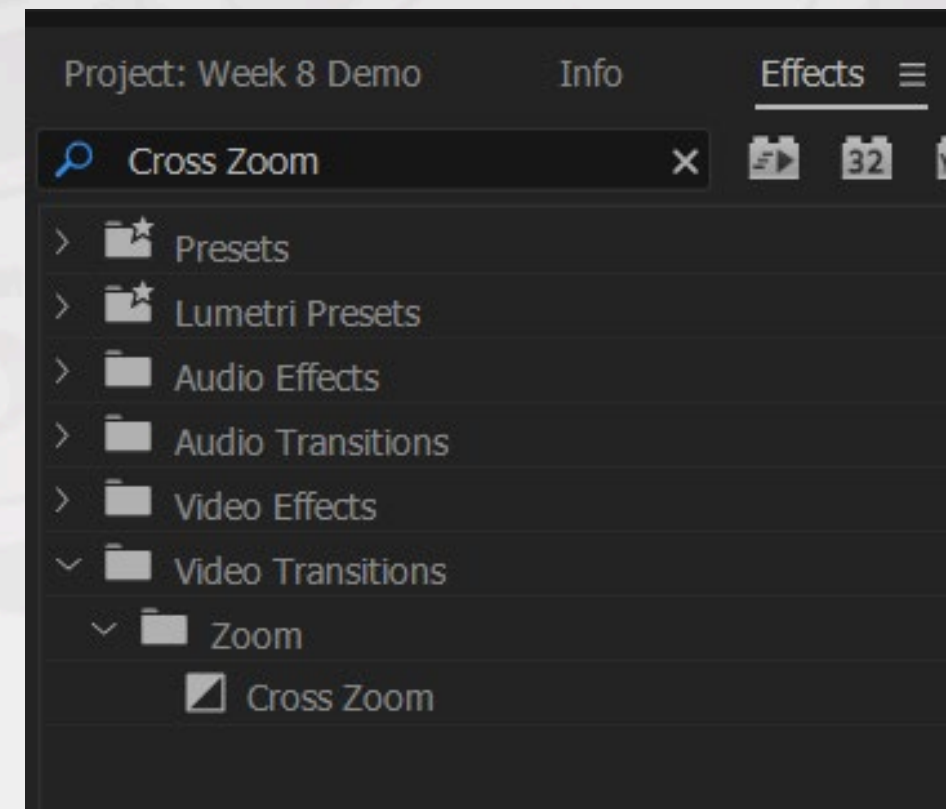 Project: Week 8 Demo Info Effects
Cross Zoom
32
Presets
Lumetri Presets
Audio Effects
Audio Transitions
Video Effects
Video Transitions
Zoom
Cross Zoom